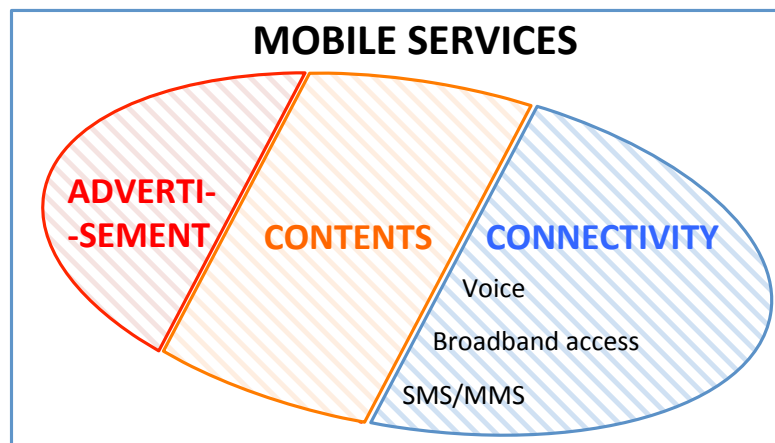 MOBILE SERVICES
ADVERTI-
-SEMENT
CONTENTS
CONNECTIVITY
Voice
Broadband access
SMS/MMS